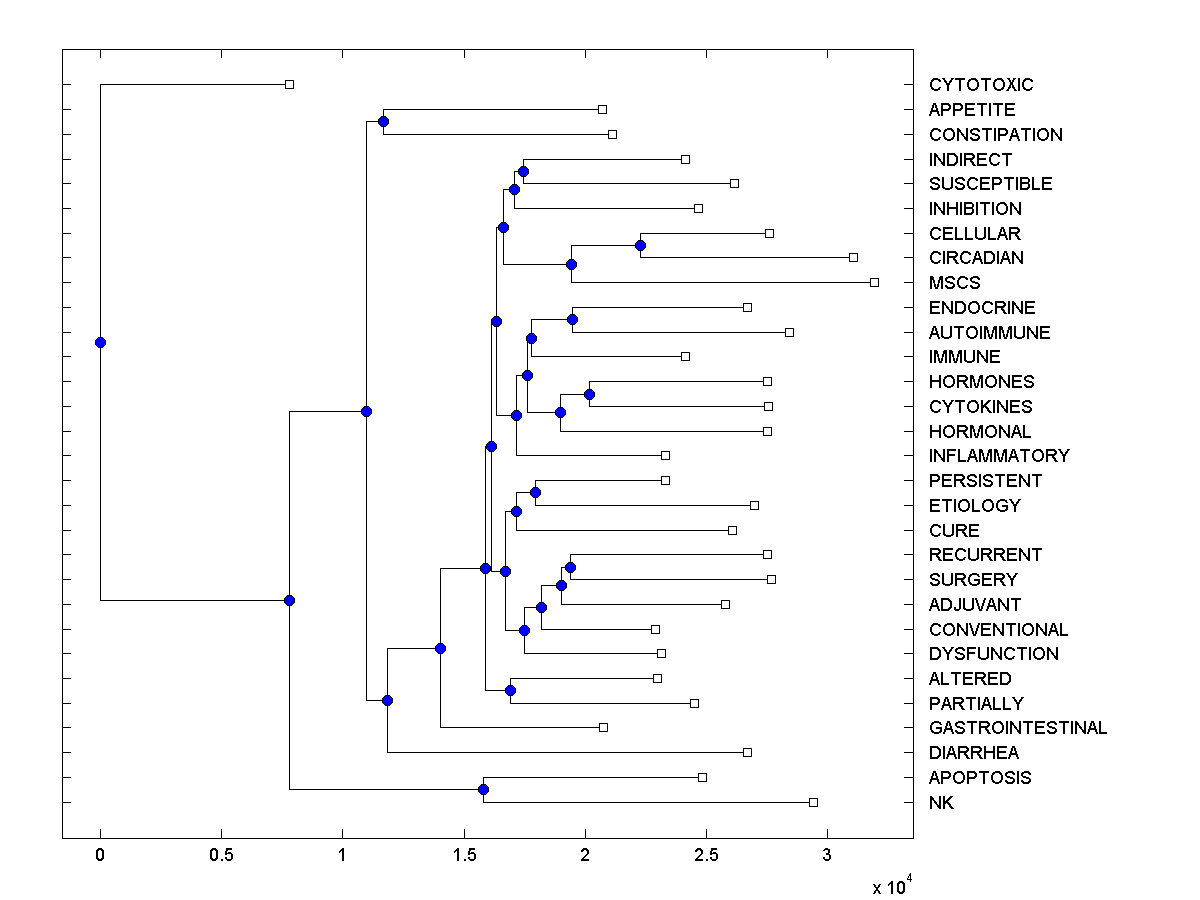 CYTOTOXIC
APPETITE
CONSTIPATION
INDIRECT
SUSCEPTIBLE
INHIBITION
CELLULAR
CIRCADIAN
MSCS
ENDOCRINE
AUTOIMMUNE
IMMUNE
HORMONES
CYTOKINES
HORMONAL
INFLAMMATORY
PERSISTENT
ETIOLOGY
CURE
RECURRENT
SURGERY
ADJUVANT
CONVENTIONAL
DYSFUNCTION
ALTERED
PARTIALLY
GASTROINTESTINAL
DIARRHEA
APOPTOSIS
NK
0 0.5 1 1.5 2 2.5 3
x 10^4